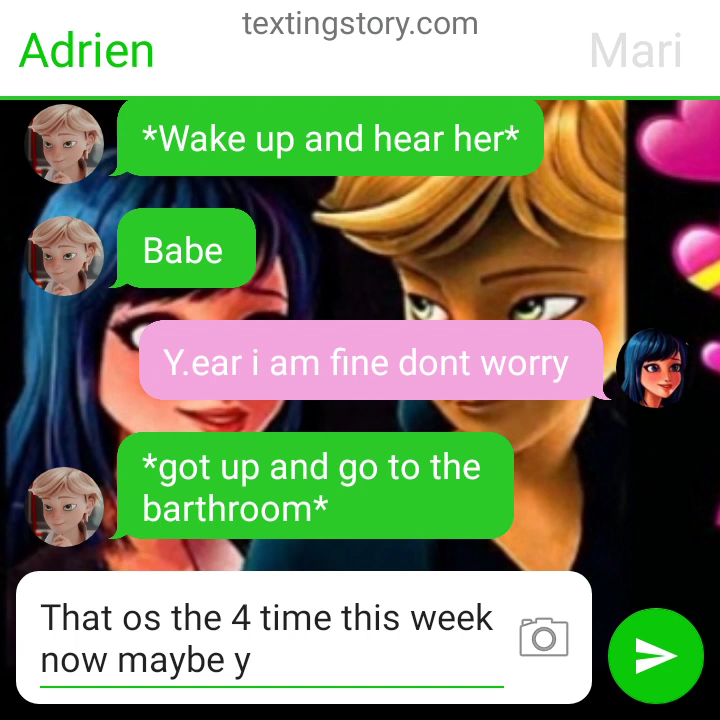 textingstory.com
Adrien
Mari
*Wake up and hear her*
Babe
Y.ear i am fine dont worry
*got up and go to the
barthroom*
That os the 4 time this week
now maybe y